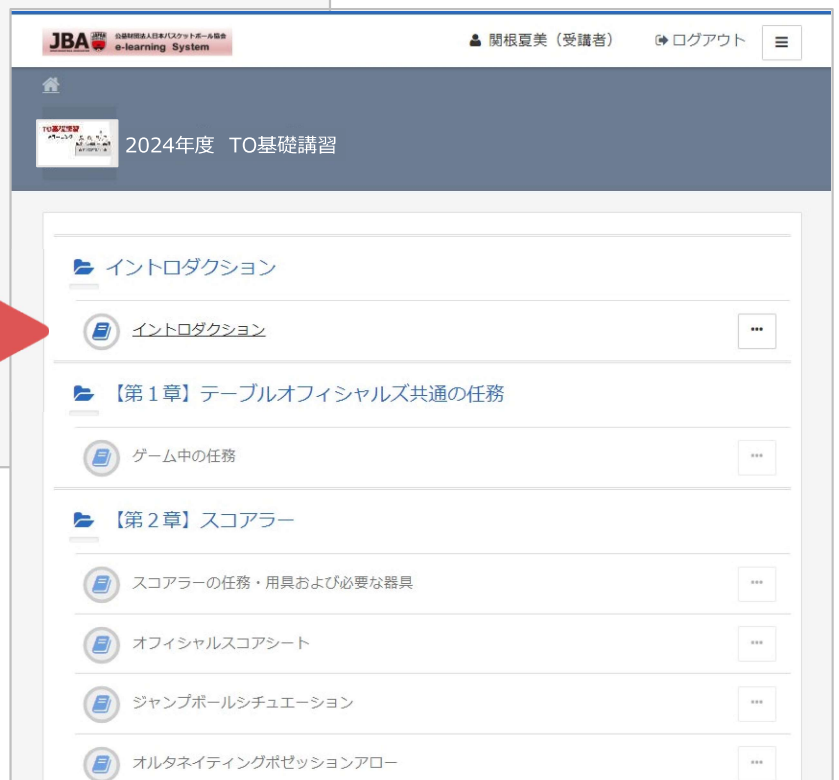 JBA 公益財団法人日本バスケットボール協会
e-learning System
関根夏美（受講者） ログアウト
TO基礎講習
2024年度 TO基礎講習
イントロダクション
イントロダクション
【第１章】テーブルオフィシャルズ共通の任務
ゲーム中の任務
【第２章】スコアラー
スコアラーの任務・用具および必要な器具
オフィシャルスコアシート
ジャンプボールシチュエーション
オルタネイティングポゼッションアロー